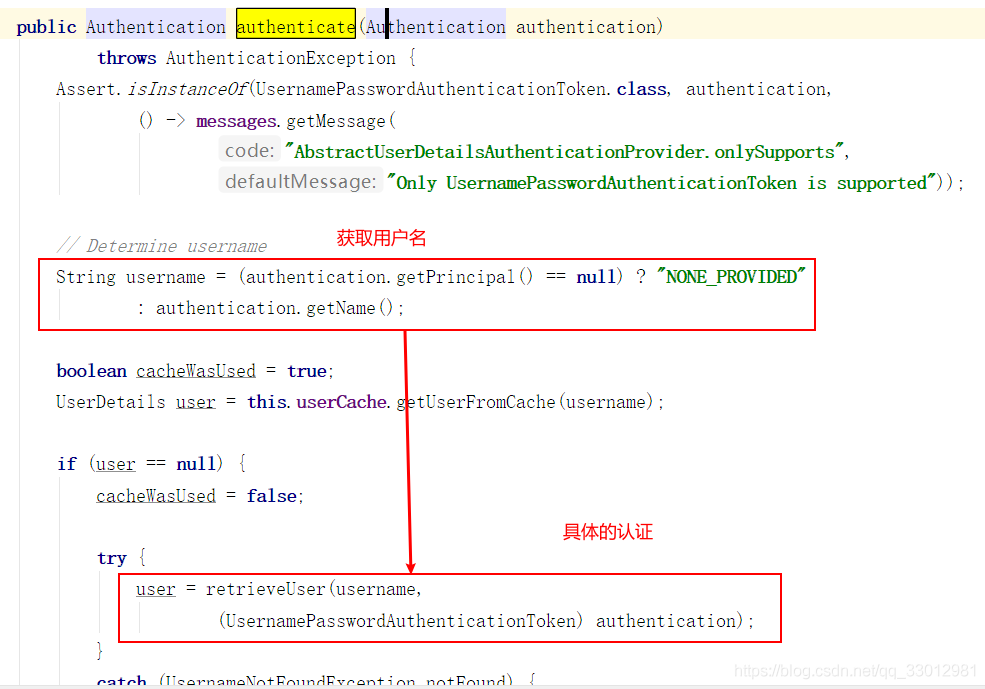 public Authentication authenticate(Authentication authentication)
throws AuthenticationException {
Assert.isInstanceOf(UsernamePasswordAuthenticationToken.class, authentication,
() -> messages.getMessage(
code: "AbstractUserDetailsAuthenticationProvider.onlySupports",
defaultMessage: "Only UsernamePasswordAuthenticationToken is supported"));
// Determine username
获取用户名
String username = (authentication.getPrincipal() == null) ? "NONE_PROVIDED"
: authentication.getName();
boolean cacheWasUsed = true;
UserDetails user = this.userCache.getUserFromCache(username);
if (user == null) {
cacheWasUsed = false;
具体的认证
try {
user = retrieveUser(username,
(UsernamePasswordAuthenticationToken) authentication);
}
catch (UsernameNotFoundException notFound) {
https://blog.csdn.net/qq_33012981